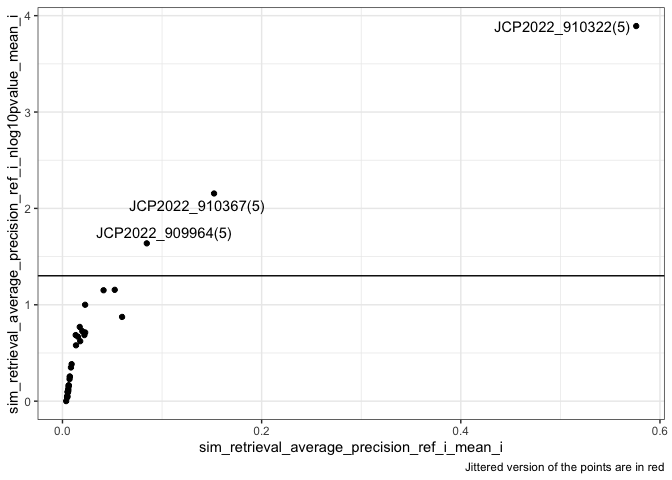 sim_retrieval_average_precision_ref_i_nlog10pvalue_mean_i
4
3
2
1
0
JCP2022_910322(5)
JCP2022_910367(5)
JCP2022_909964(5)
0.0 0.2 0.4 0.6
sim_retrieval_average_precision_ref_i_mean_i
Jittered version of the points are in red